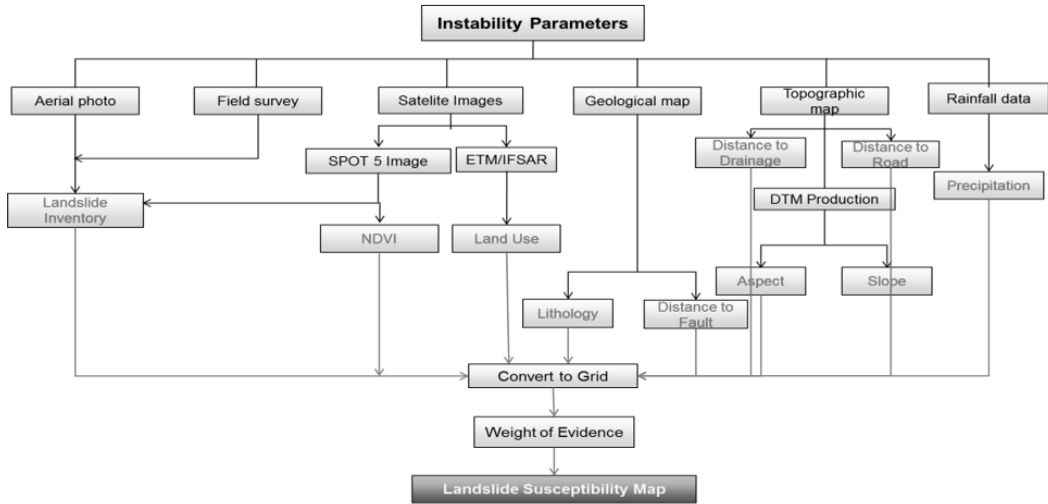 Instability Parameters
Aerial photo
Field survey
Satelite Images
Geological map
Topographic
map
Rainfall data
SPOT 5 Image
ETM/IFSAR
Distance to
Drainage
Distance to
Road
Precipitation
Landslide
Inventory
DTM Production
NDVI
Land Use
Aspect
Slope
Lithology
Distance to
Fault
Convert to Grid
Weight of Evidence
Landslide Susceptibility Map